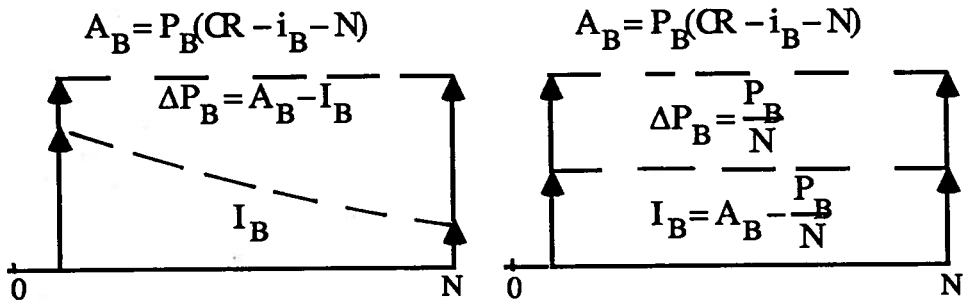 A_B = P_B(CR – i_B – N)
ΔP_B = A_B – I_B
I_B
0 N
A_B = P_B(CR – i_B – N)
ΔP_B = P_B/N
I_B = A_B – P_B/N
0 N